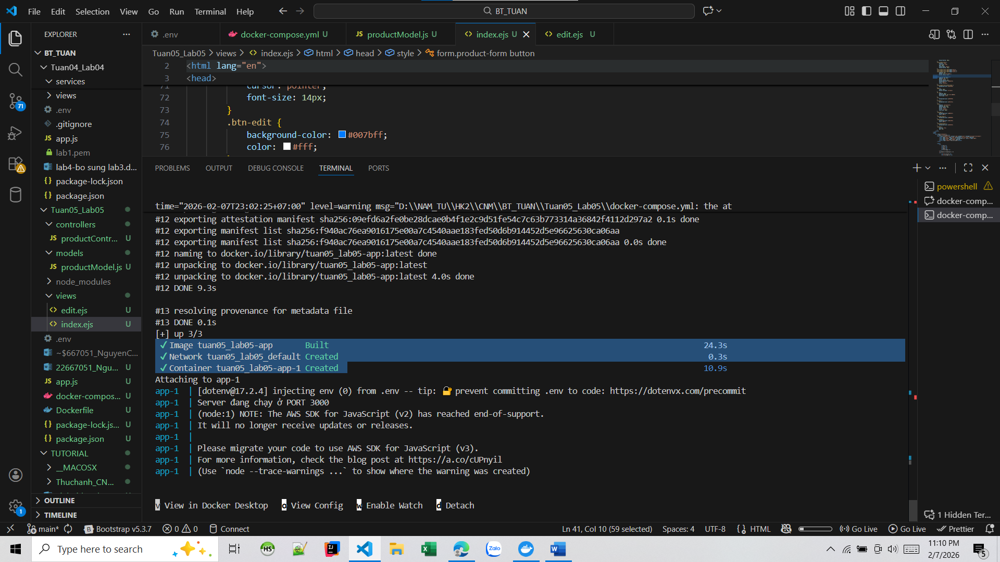 File Edit Selection View Go Run Terminal Help
BT_TUAN
EXPLORER
BT_TUAN
Tuan04_Lab04
services
views
.env
.gitignore
JS app.js
lab1.pem
lab4-bo sung lab3.d...
{} package-lock.json
{} package.json
Tuan05_Lab05
controllers
JS productContr... U
models
JS productModel.js U
node_modules
views
<> edit.ejs U
<> index.ejs U
.env
~$667051_NguyenC...
22667051_Ngu... U
JS app.js U
docker-compos... U
Dockerfile U
{} package-lock.js... U
{} package.json U
TUTORIAL
__MACOSX
Thuchanh_CN...
OUTLINE
TIMELINE
71
1
.env
docker-compose.yml U
JS productModel.js U
<> index.ejs U
<> edit.ejs U
Tuan05_Lab05 > views > <> index.ejs > html > head > style > form.product-form button
2 <html lang="en">
3 <head>
71 cursor: pointer;
72 font-size: 14px;
73 }
74 .btn-edit {
75 background-color: #007bff;
76 color: #fff;
PROBLEMS OUTPUT DEBUG CONSOLE TERMINAL PORTS
time="2026-02-07T23:02:25+07:00" level=warning msg="D:\\NAM_TU\\HK2\\CNM\\BT_TUAN\\Tuan05_Lab05\\docker-compose.yml: the at
#12 exporting attestation manifest sha256:09efd6a2fe0be28dcae0b4f1e2c9d51fe54c7c63b773314a36842f4112d297a2 0.1s done
#12 exporting manifest list sha256:f940ac76ea9016175e00a7c4540aae183fed50d6b914452d5e96625630ca06aa
#12 exporting manifest list sha256:f940ac76ea9016175e00a7c4540aae183fed50d6b914452d5e96625630ca06aa 0.0s done
#12 naming to docker.io/library/tuan05_lab05-app:latest done
#12 unpacking to docker.io/library/tuan05_lab05-app:latest
#12 unpacking to docker.io/library/tuan05_lab05-app:latest 4.0s done
#12 DONE 9.3s
#13 resolving provenance for metadata file
#13 DONE 0.1s
[+] up 3/3
✓ Image tuan05_lab05-app Built 24.3s
✓ Network tuan05_lab05_default Created 0.3s
✓ Container tuan05_lab05-app-1 Created 10.9s
Attaching to app-1
app-1 | [dotenv@17.2.4] injecting env (0) from .env -- tip: 🔐 prevent committing .env to code: https://dotenvx.com/precommit
app-1 | Server đang chạy ở PORT 3000
app-1 | (node:1) NOTE: The AWS SDK for JavaScript (v2) has reached end-of-support.
app-1 | It will no longer receive updates or releases.
app-1 |
app-1 | Please migrate your code to use AWS SDK for JavaScript (v3).
app-1 | For more information, check the blog post at https://a.co/cUPnyil
app-1 | (Use `node --trace-warnings ...` to show where the warning was created)
v View in Docker Desktop o View Config w Enable Watch d Detach
powershell
docker-comp...
docker-comp...
1 Hidden Ter...
main* Bootstrap v5.3.7 0 0 Connect
Ln 41, Col 10 (59 selected) Spaces: 4 UTF-8 {} HTML Go Live Go Live Prettier
Type here to search
HS
IJ
Zalo
11:10 PM
2/7/2026
5